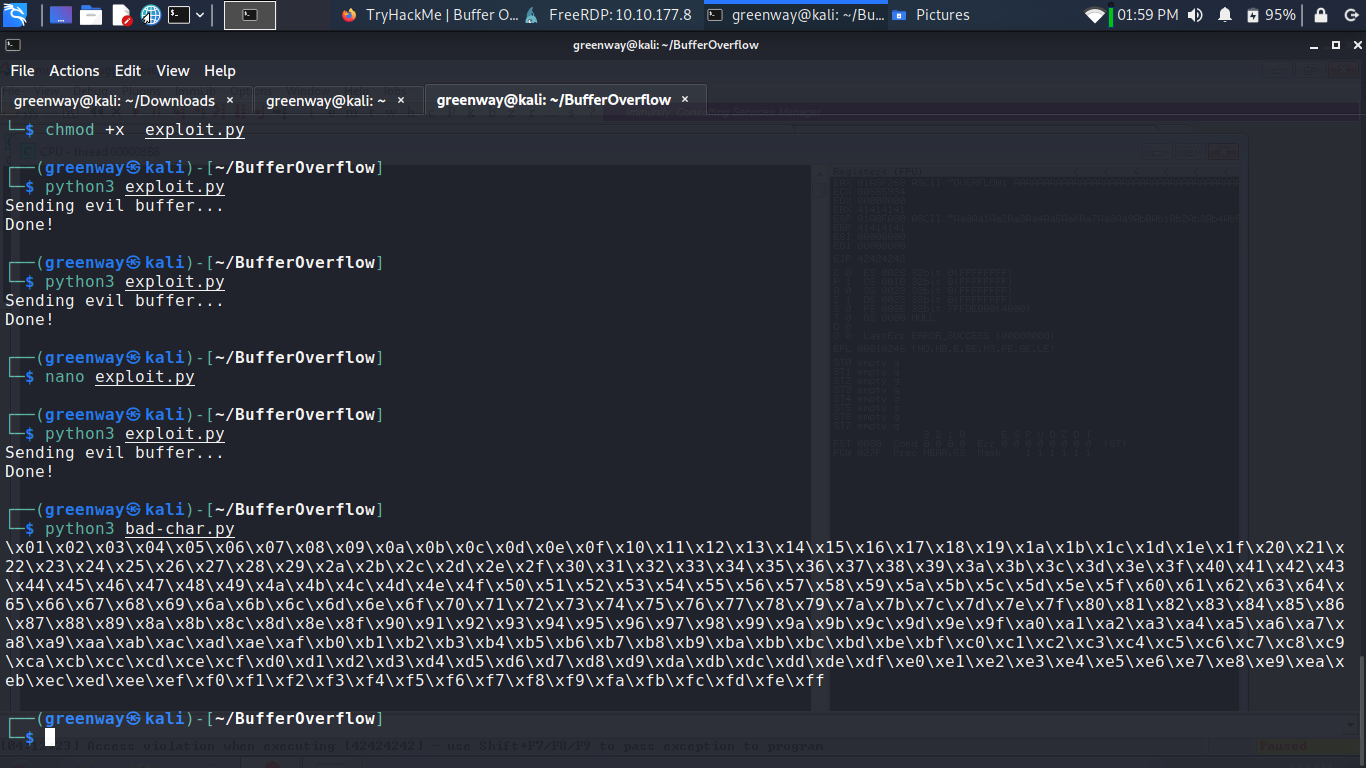 TryHackMe | Buffer O...
FreeRDP: 10.10.177.8
greenway@kali: ~/Bu...
Pictures
01:59 PM
95%
greenway@kali: ~/BufferOverflow
File Actions Edit View Help
greenway@kali: ~/Downloads ×
greenway@kali: ~ ×
greenway@kali: ~/BufferOverflow ×
└─$ chmod +x  exploit.py
┌──(greenway㉿kali)-[~/BufferOverflow]
└─$ python3 exploit.py
Sending evil buffer...
Done!
┌──(greenway㉿kali)-[~/BufferOverflow]
└─$ python3 exploit.py
Sending evil buffer...
Done!
┌──(greenway㉿kali)-[~/BufferOverflow]
└─$ nano exploit.py
┌──(greenway㉿kali)-[~/BufferOverflow]
└─$ python3 exploit.py
Sending evil buffer...
Done!
┌──(greenway㉿kali)-[~/BufferOverflow]
└─$ python3 bad-char.py
\x01\x02\x03\x04\x05\x06\x07\x08\x09\x0a\x0b\x0c\x0d\x0e\x0f\x10\x11\x12\x13\x14\x15\x16\x17\x18\x19\x1a\x1b\x1c\x1d\x1e\x1f\x20\x21\x
22\x23\x24\x25\x26\x27\x28\x29\x2a\x2b\x2c\x2d\x2e\x2f\x30\x31\x32\x33\x34\x35\x36\x37\x38\x39\x3a\x3b\x3c\x3d\x3e\x3f\x40\x41\x42\x43
\x44\x45\x46\x47\x48\x49\x4a\x4b\x4c\x4d\x4e\x4f\x50\x51\x52\x53\x54\x55\x56\x57\x58\x59\x5a\x5b\x5c\x5d\x5e\x5f\x60\x61\x62\x63\x64\x
65\x66\x67\x68\x69\x6a\x6b\x6c\x6d\x6e\x6f\x70\x71\x72\x73\x74\x75\x76\x77\x78\x79\x7a\x7b\x7c\x7d\x7e\x7f\x80\x81\x82\x83\x84\x85\x86
\x87\x88\x89\x8a\x8b\x8c\x8d\x8e\x8f\x90\x91\x92\x93\x94\x95\x96\x97\x98\x99\x9a\x9b\x9c\x9d\x9e\x9f\xa0\xa1\xa2\xa3\xa4\xa5\xa6\xa7\x
a8\xa9\xaa\xab\xac\xad\xae\xaf\xb0\xb1\xb2\xb3\xb4\xb5\xb6\xb7\xb8\xb9\xba\xbb\xbc\xbd\xbe\xbf\xc0\xc1\xc2\xc3\xc4\xc5\xc6\xc7\xc8\xc9
\xca\xcb\xcc\xcd\xce\xcf\xd0\xd1\xd2\xd3\xd4\xd5\xd6\xd7\xd8\xd9\xda\xdb\xdc\xdd\xde\xdf\xe0\xe1\xe2\xe3\xe4\xe5\xe6\xe7\xe8\xe9\xea\x
eb\xec\xed\xee\xef\xf0\xf1\xf2\xf3\xf4\xf5\xf6\xf7\xf8\xf9\xfa\xfb\xfc\xfd\xfe\xff
┌──(greenway㉿kali)-[~/BufferOverflow]
└─$
Access violation when executing [42424242] - use Shift+F7/F8/F9 to pass exception to program
Paused